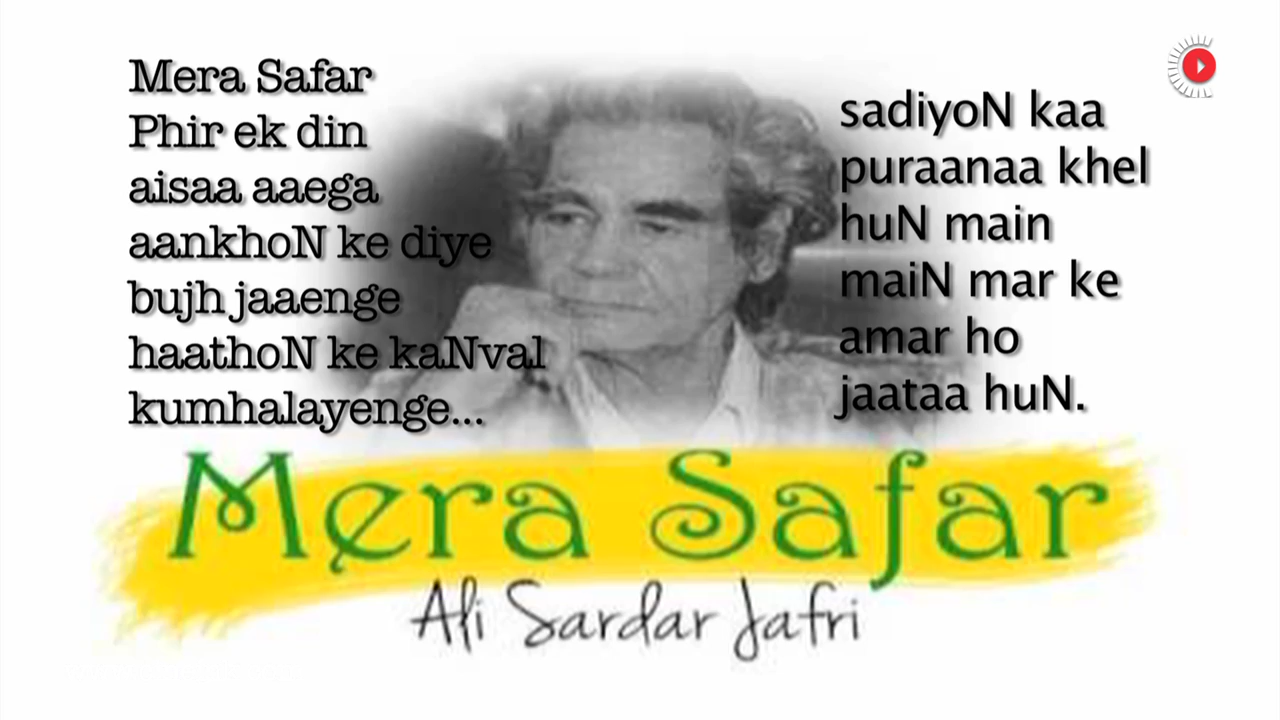 Mera Safar
Phir ek din
aisaa aaega
aankhoN ke diye
bujh jaaenge
haathoN ke kaNval
kumhalayenge...
sadiyoN kaa
puraanaa khel
huN main
maiN mar ke
amar ho
jaataa huN.
Mera Safar
Ali Sardar Jafri